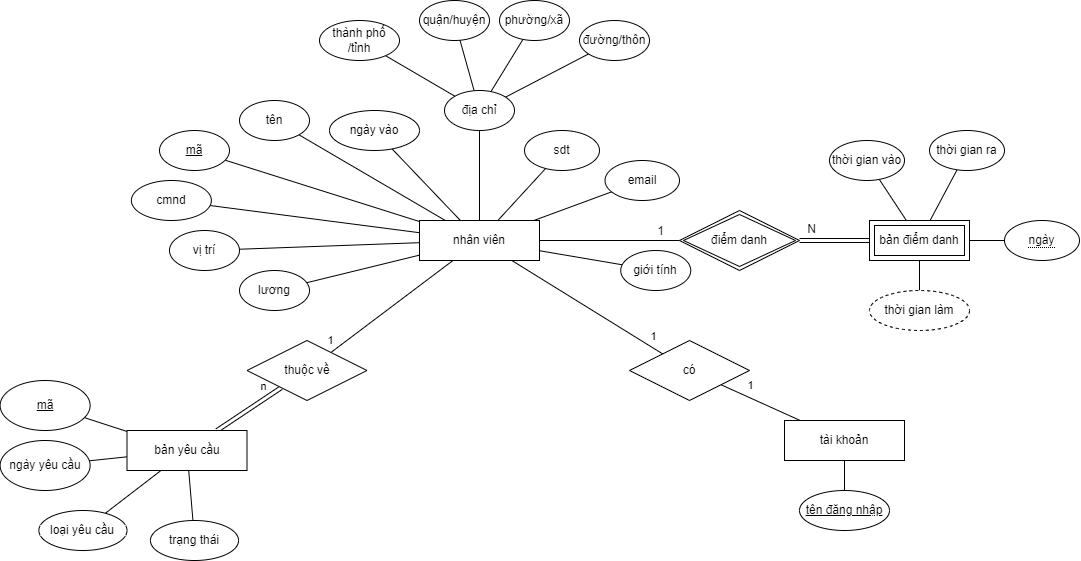 quận/huyện
phường/xã
thành phố
/tỉnh
đường/thôn
địa chỉ
tên
ngày vào
mã
sdt
email
cmnd
vị trí
lương
nhân viên
giới tính
1
điểm danh
N
bản điểm danh
thời gian vào
thời gian ra
ngày
thời gian làm
1
thuộc về
n
1
có
1
mã
bản yêu cầu
ngày yêu cầu
loại yêu cầu
trạng thái
tài khoản
tên đăng nhập